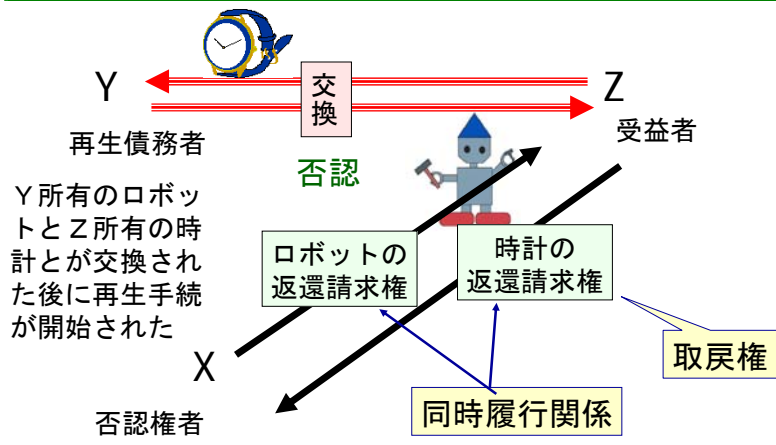 Y
交
換
Z
再生債務者
受益者
否認
Y所有のロボッ
トとZ所有の時
計とが交換され
た後に再生手続
が開始された
ロボットの
返還請求権
時計の
返還請求権
取戻権
X
否認権者
同時履行関係